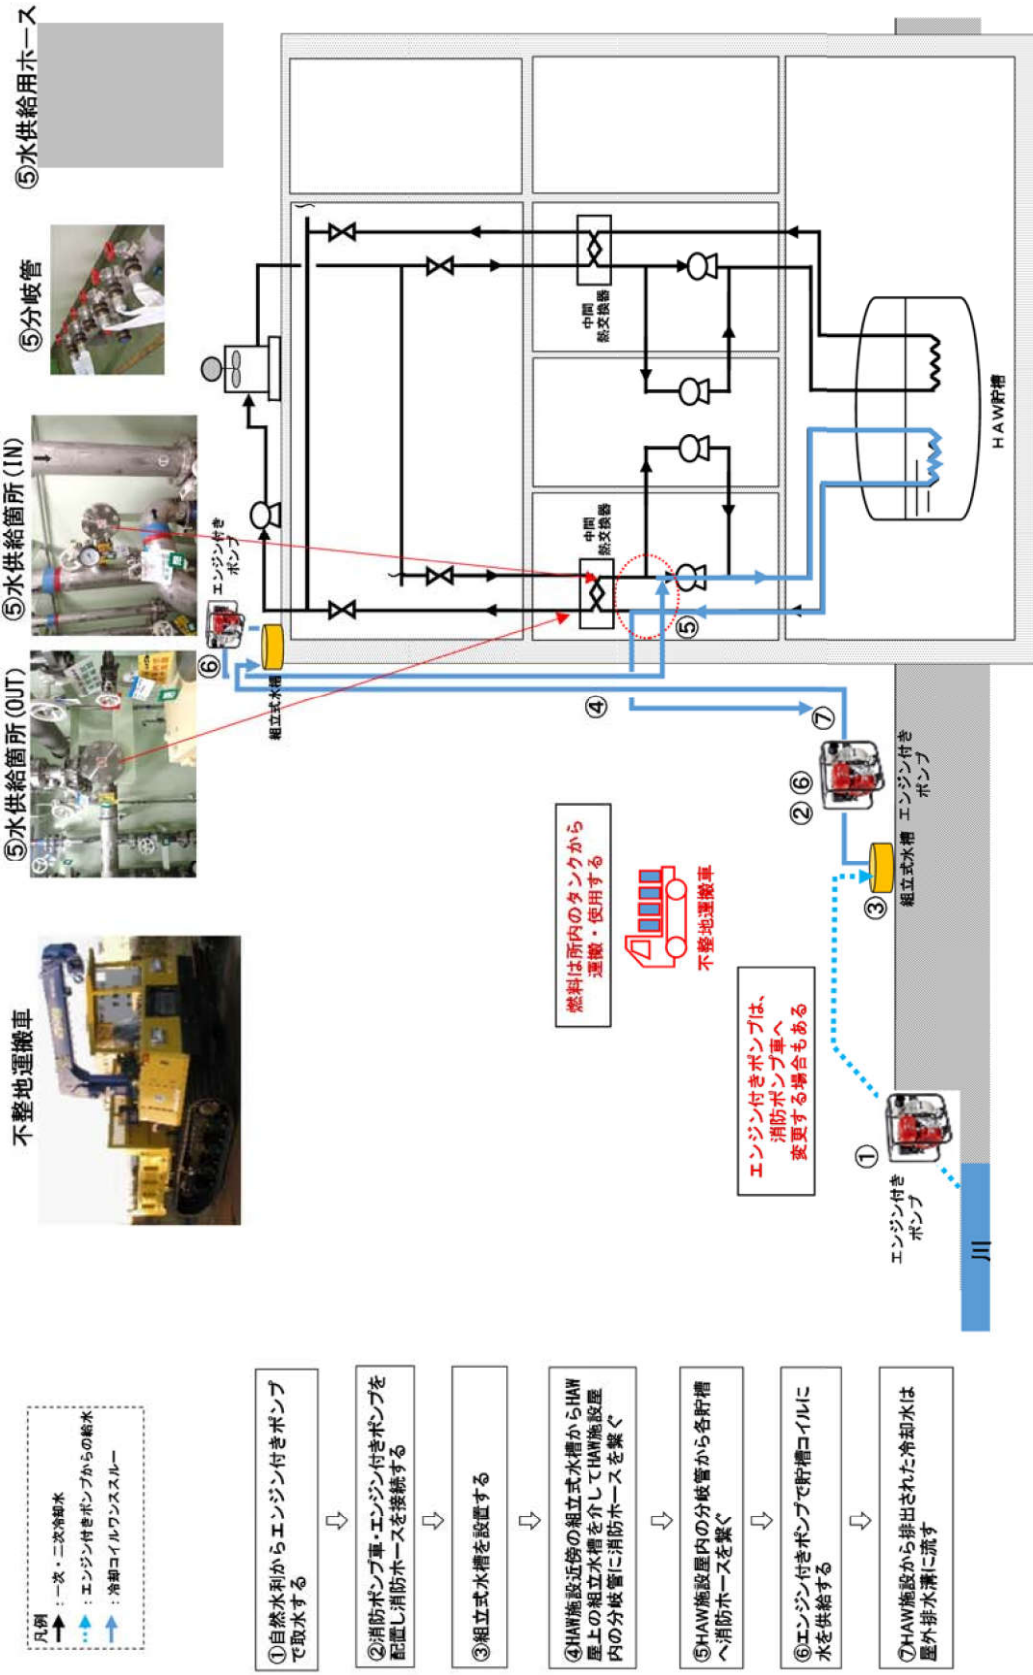 凡例
：一次・二次冷却水
：エンジン付きポンプからの給水
：冷却コイルワンススルー
①自然水利からエンジン付きポンプ
で取水する
②消防ポンプ車・エンジン付きポンプを
配置し消防ホースを接続する
③組立式水槽を設置する
④HAW施設近傍の組立式水槽からHAW施設屋
屋上の組立水槽を介してHAW施設屋
内の分岐管に消防ホースを繋ぐ
⑤HAW施設屋内の分岐管から各貯槽
へ消防ホースを繋ぐ
⑥エンジン付きポンプで貯槽コイルに
水を供給する
⑦HAW施設から排出された冷却水は
屋外排水溝に流す
不整地運搬車
⑤水供給箇所(OUT)
⑤水供給箇所(IN)
⑤分岐管
⑤水供給用ホース
エンジン付き
ポンプ
⑥
組立式水槽
中間
熱交換器
中間
熱交換器
⑤
④
⑦
HAW貯槽
燃料は所内のタンクから
運搬・使用する
不整地運搬車
エンジン付きポンプは、
消防ポンプ車へ
変更する場合もある
②⑥
エンジン付き
ポンプ
③
組立式水槽
①
エンジン付き
ポンプ
川